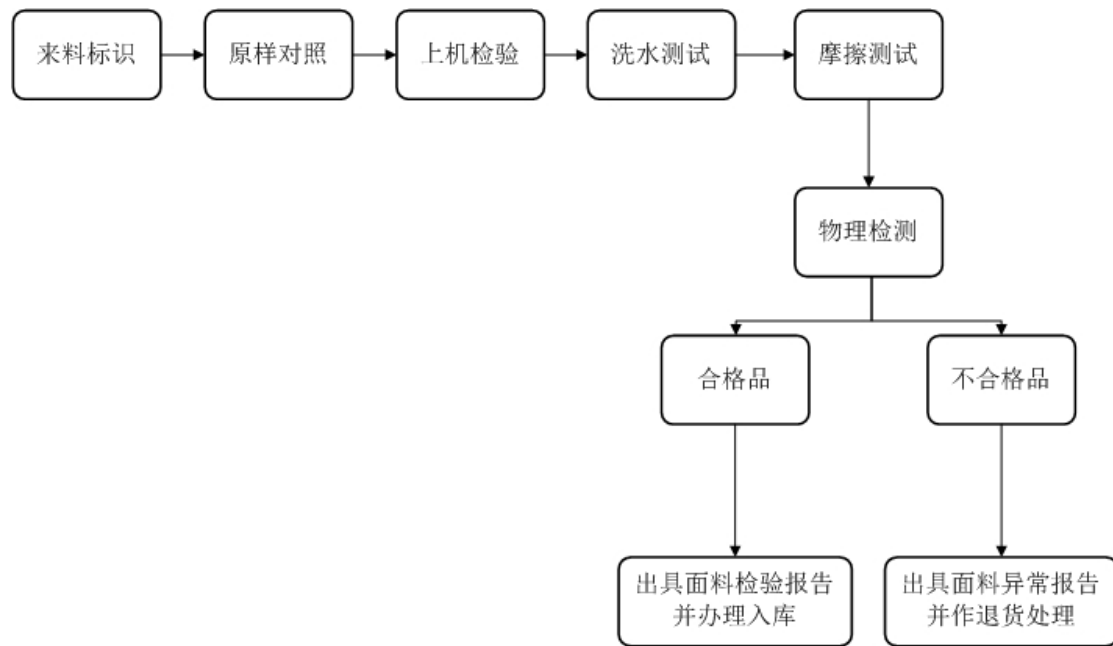 来料标识
原样对照
上机检验
洗水测试
摩擦测试
物理检测
合格品
不合格品
出具面料检验报告
并办理入库
出具面料异常报告
并作退货处理